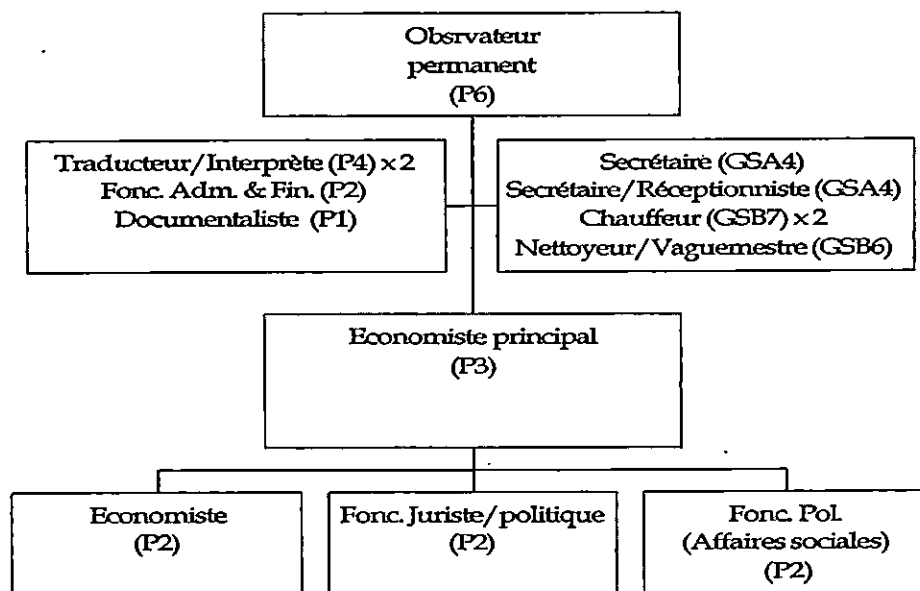 Obsrvateur
permanent
(P6)
Traducteur/Interprète (P4) x 2
Fonc. Adm. & Fin. (P2)
Documentaliste (P1)
Secrétaire (GSA4)
Secrétaire/Réceptionniste (GSA4)
Chauffeur (GSB7) x 2
Nettoyeur/Vaguemestre (GSB6)
Economiste principal
(P3)
Economiste
(P2)
Fonc. Juriste/politique
(P2)
Fonc. Pol.
(Affaires sociales)
(P2)